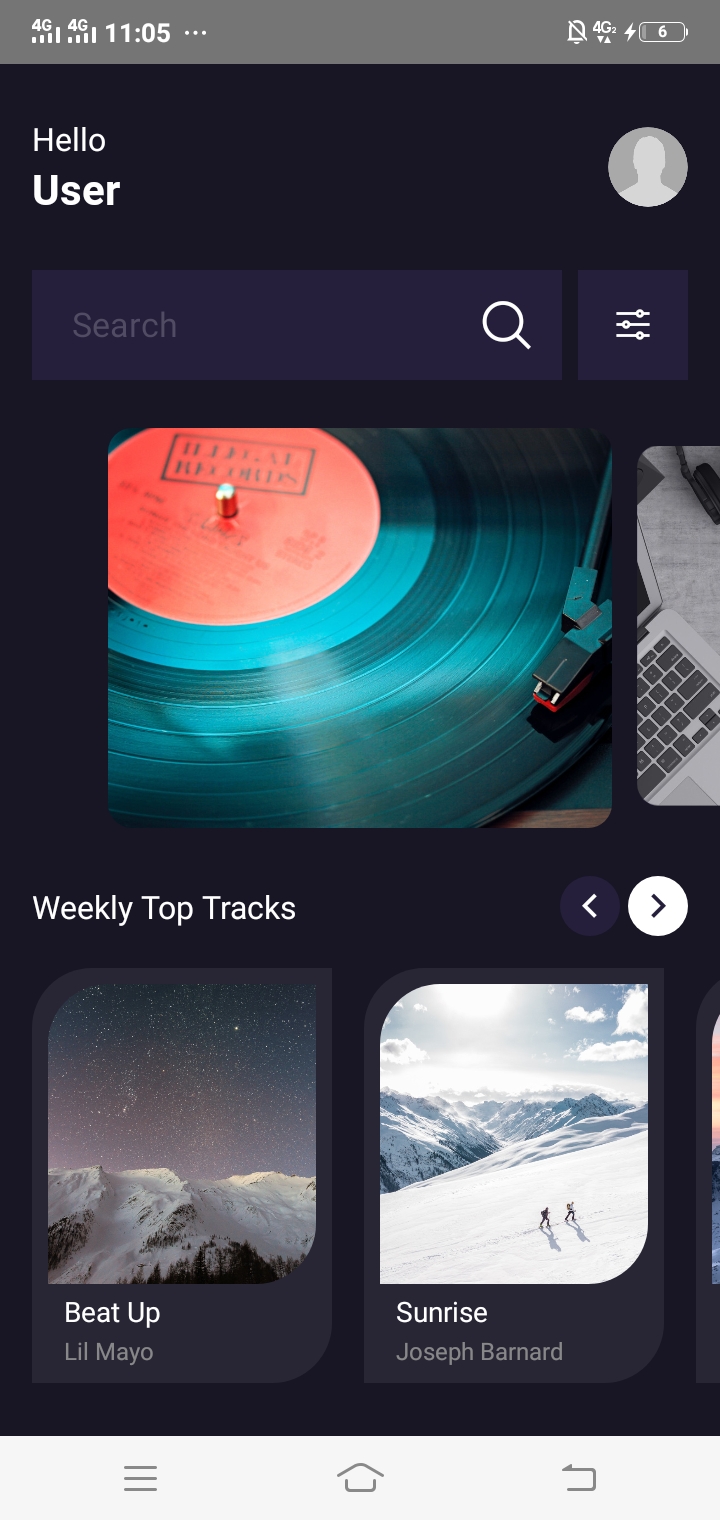 4G 4G 11:05 ...
4G² 6
Hello
User
Search
ILLEGAL
RECORDS
Weekly Top Tracks
Beat Up
Sunrise
Lil Mayo
Joseph Barnard